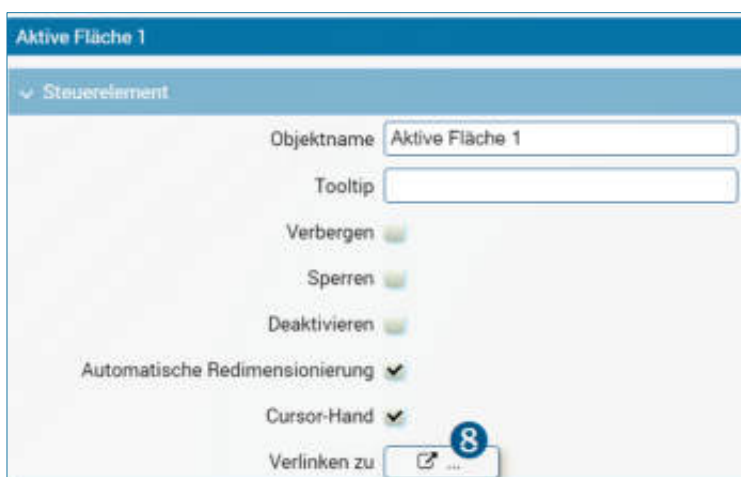 Aktive Fläche 1
Steuerelement
Objektname Aktive Fläche 1
Tooltip
Verbergen
Sperren
Deaktivieren
Automatische Redimensionierung
Cursor-Hand
Verlinken zu ... 8